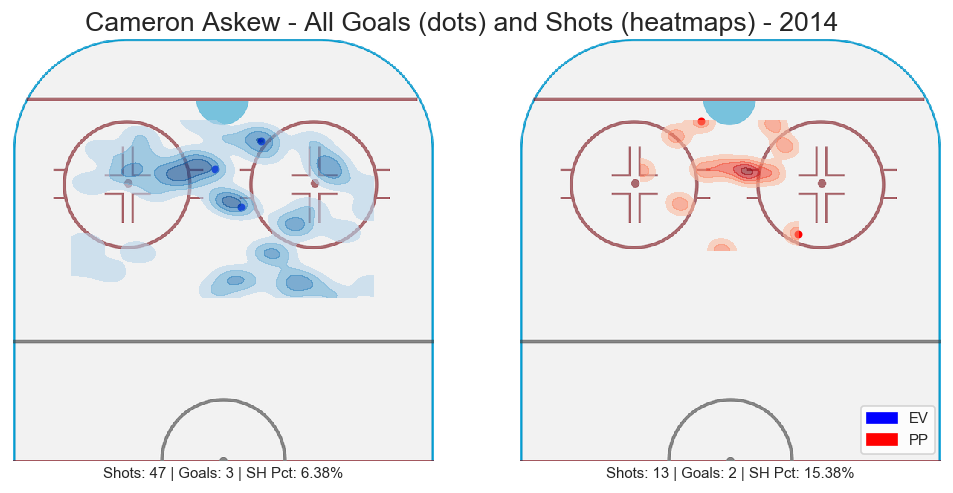 Cameron Askew - All Goals (dots) and Shots (heatmaps) - 2014
EV
PP
Shots: 47 | Goals: 3 | SH Pct: 6.38%
Shots: 13 | Goals: 2 | SH Pct: 15.38%